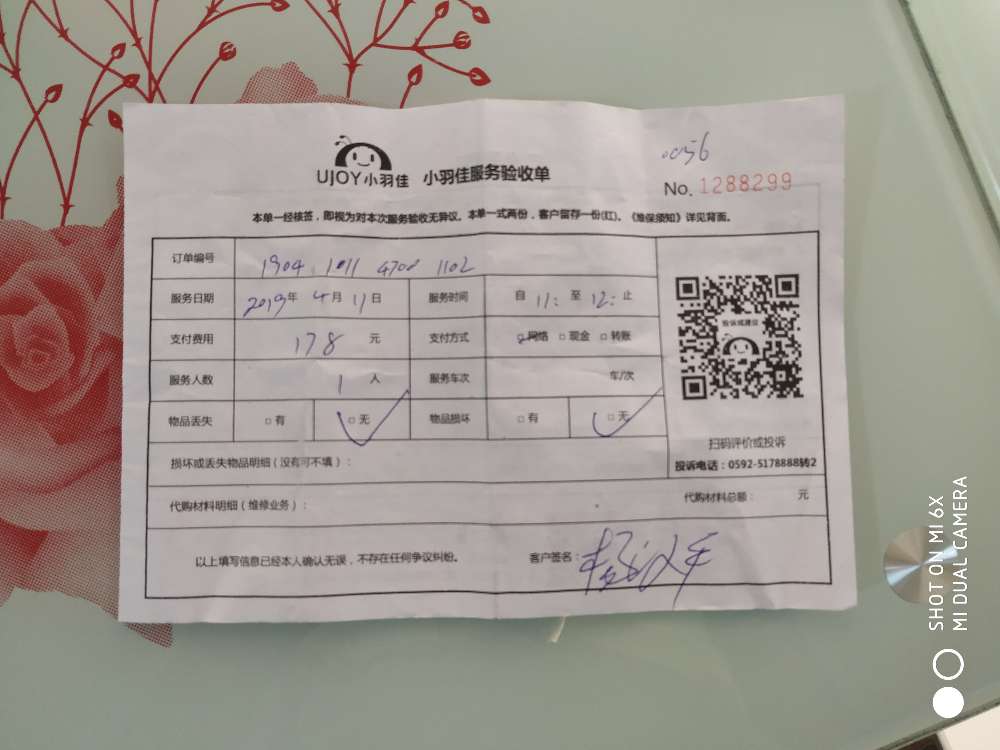 0056
UJOY小羽佳 小羽佳服务验收单
No. 1288299
本单一经核签，即视为对本次服务验收无异议。本单一式两份，客户留存一份(红)。《维保须知》详见背面。
订单编号 1904 1011 4708 1102
服务日期 2019年 4月 11日 服务时间 自 11: 至 12: 止
支付费用 178 元 支付方式 □网络 □现金 □转账
服务人数 1 人 服务车次 车/次
物品丢失 □有 □无 物品损坏 □有 □无
投诉或建议
扫码评价或投诉
投诉电话：0592-5178888转2
损坏或丢失物品明细（没有可不填）：
代购材料明细（维修业务）： 代购材料总额： 元
以上填写信息已经本人确认无误，不存在任何争议纠纷。 客户签名：
SHOT ON MI 6X
MI DUAL CAMERA